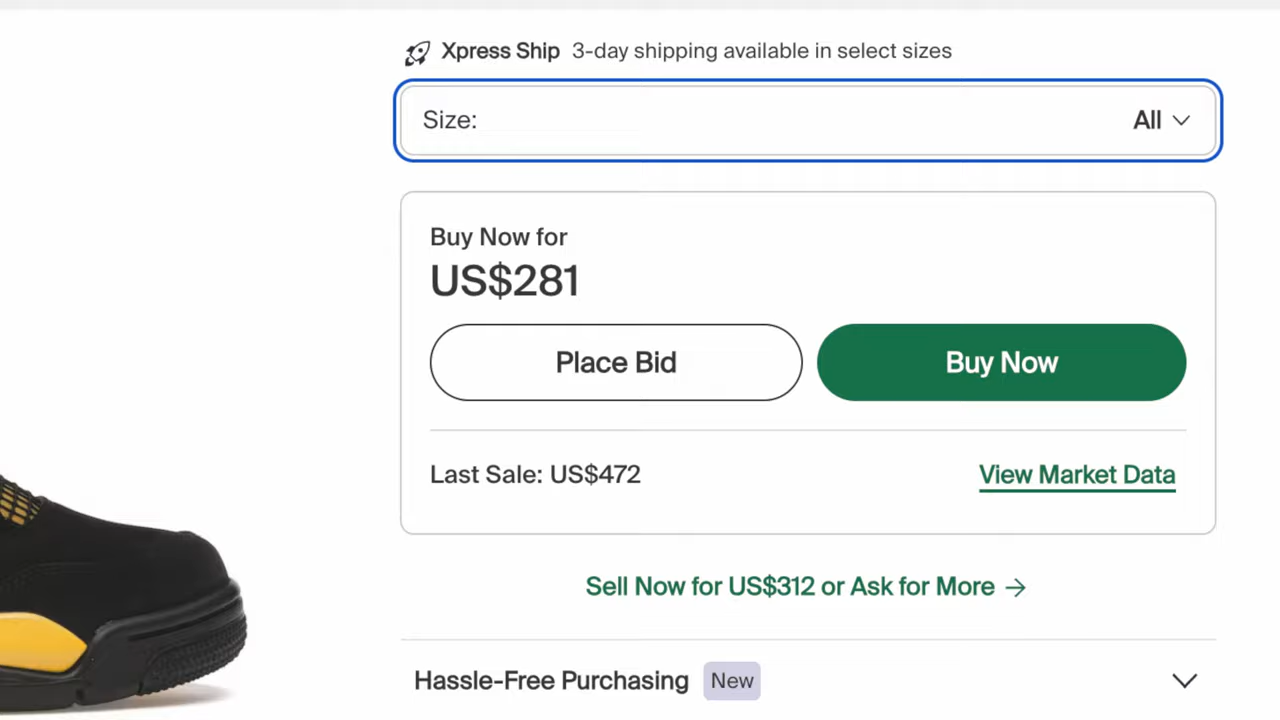 Xpress Ship 3-day shipping available in select sizes
Size: All
Buy Now for
US$281
Place Bid Buy Now
Last Sale: US$472 View Market Data
Sell Now for US$312 or Ask for More →
Hassle-Free Purchasing New